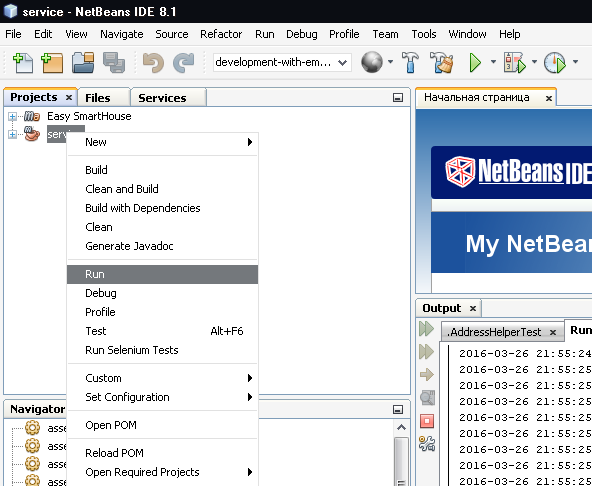 service - NetBeans IDE 8.1
File Edit View Navigate Source Refactor Run Debug Profile Team Tools Window Help
development-with-em...
Projects Files Services
Easy SmartHouse
New
Build
Clean and Build
Build with Dependencies
Clean
Generate Javadoc
Run
Debug
Profile
Test Alt+F6
Run Selenium Tests
Custom
Set Configuration
Open POM
Reload POM
Open Required Projects
Navigator
Начальная страница
NetBeans IDE
My NetBean
Output
.AddressHelperTest Run
2016-03-26 21:55:24
2016-03-26 21:55:25
2016-03-26 21:55:25
2016-03-26 21:55:25
2016-03-26 21:55:25
2016-03-26 21:55:25
2016-03-26 21:55:25
2016-03-26 21:55:25
2016-03-26 21:55:25